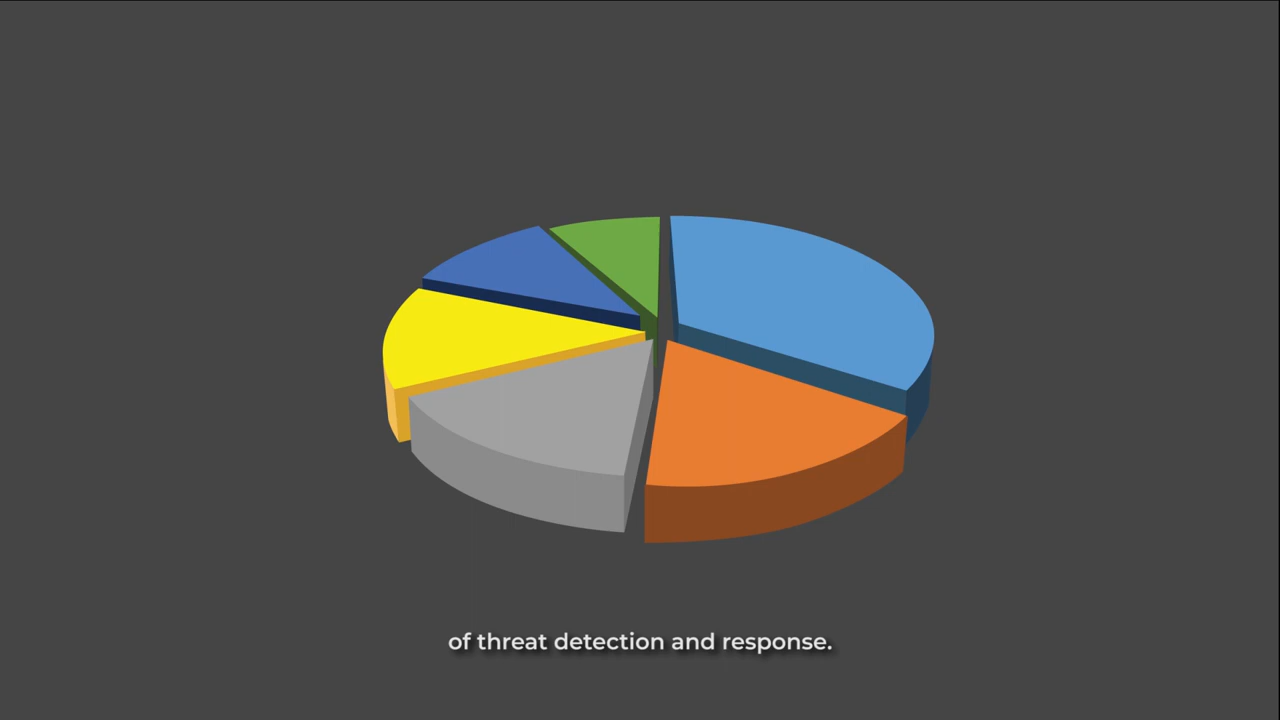 of threat detection and response.